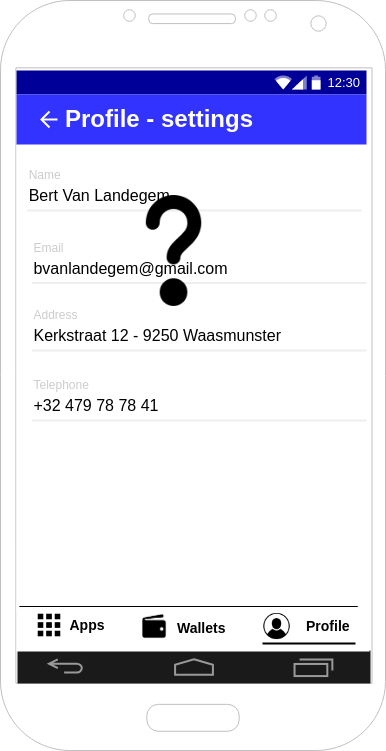 12:30
Profile - settings
Name
Bert Van Landegem
?
Email
bvanlandegem@gmail.com
Address
Kerkstraat 12 - 9250 Waasmunster
Telephone
+32 479 78 78 41
Apps Wallets Profile